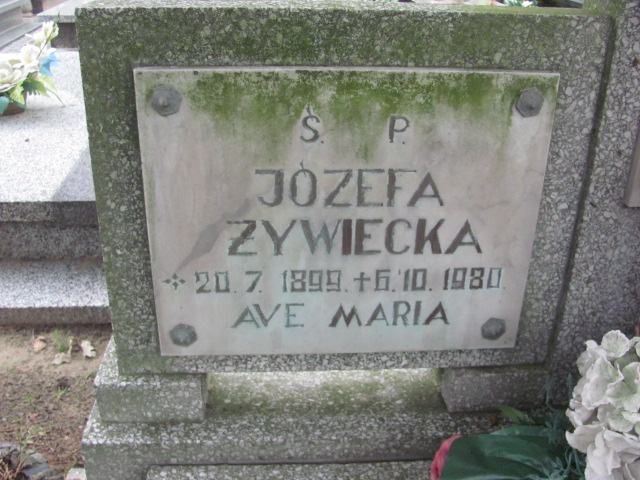 Ś. P.
JÓZEFA
ŻYWIECKA
20.7.1899.+6.10.1980.
AVE MARIA